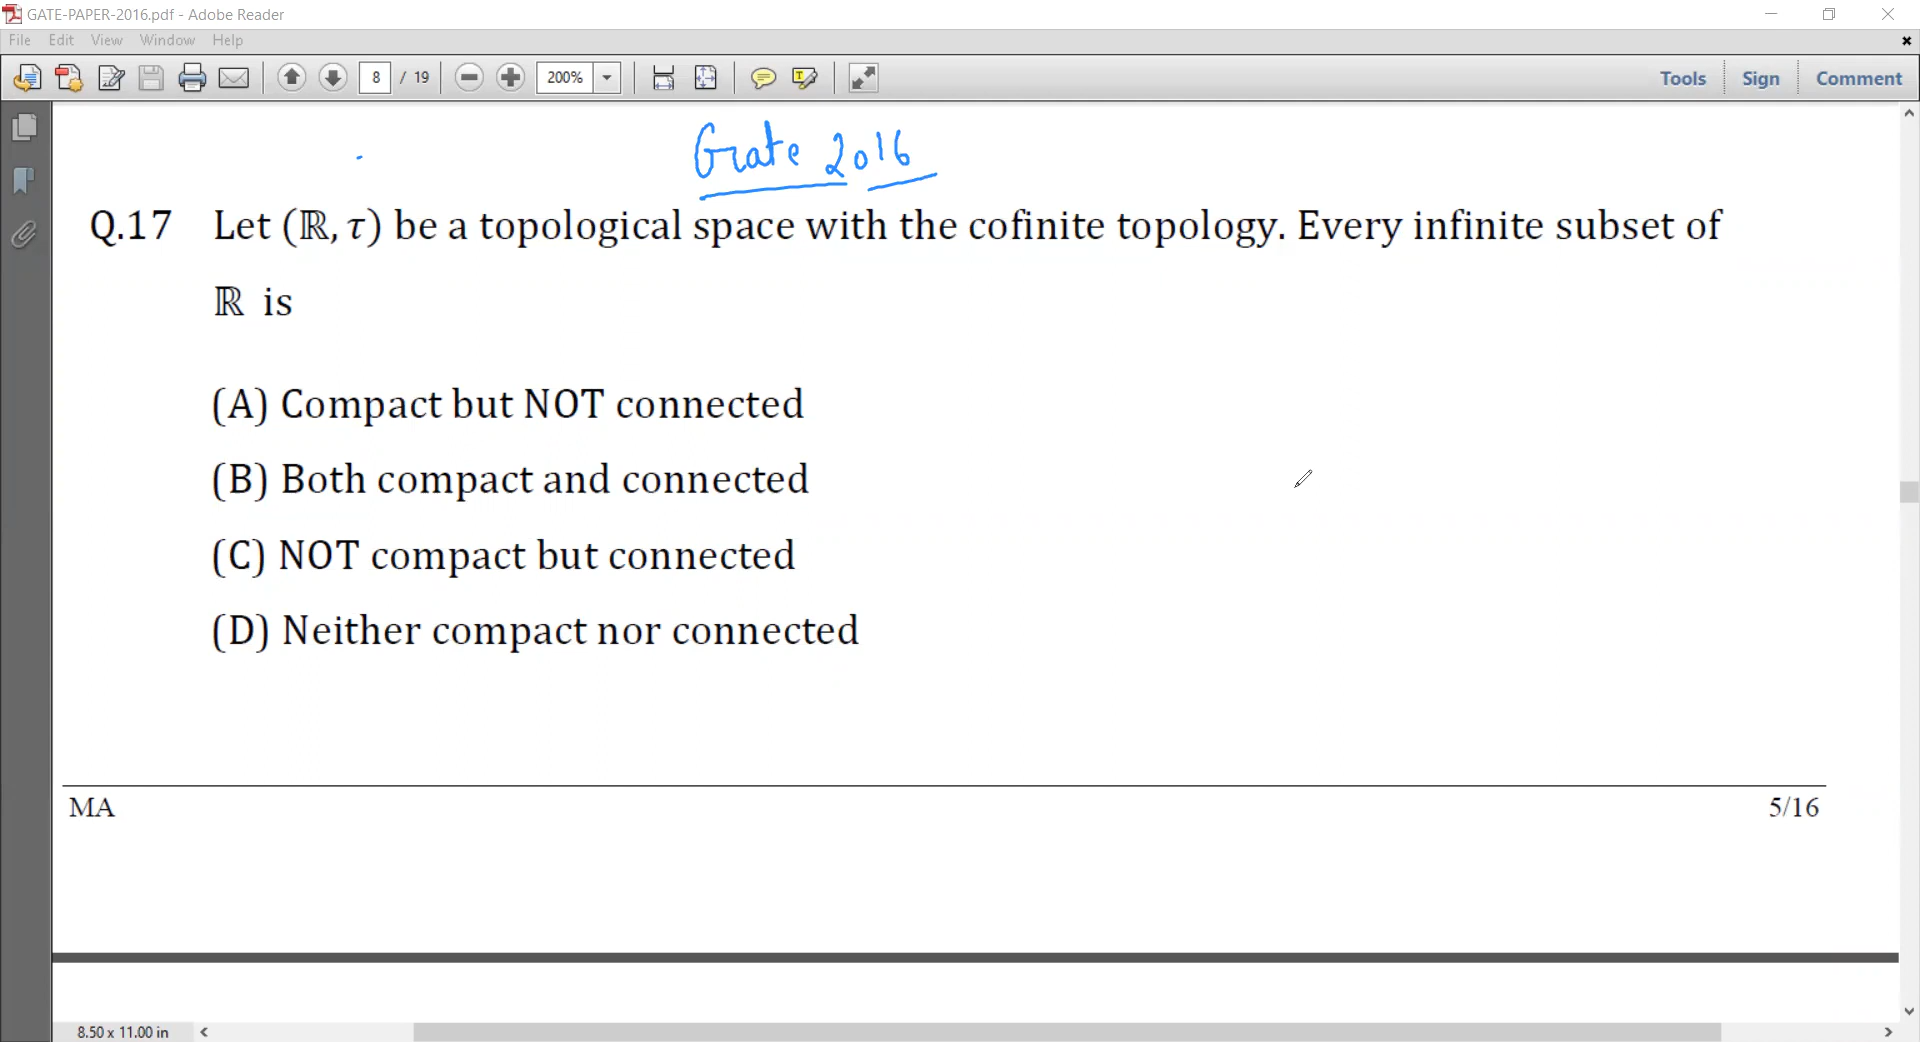 GATE-PAPER-2016.pdf - Adobe Reader
File Edit View Window Help
8 / 19 200% Tools Sign Comment
Gate 2016
Q.17 Let (ℝ, τ) be a topological space with the cofinite topology. Every infinite subset of
ℝ is
(A) Compact but NOT connected
(B) Both compact and connected
(C) NOT compact but connected
(D) Neither compact nor connected
MA 5/16
8.50 x 11.00 in